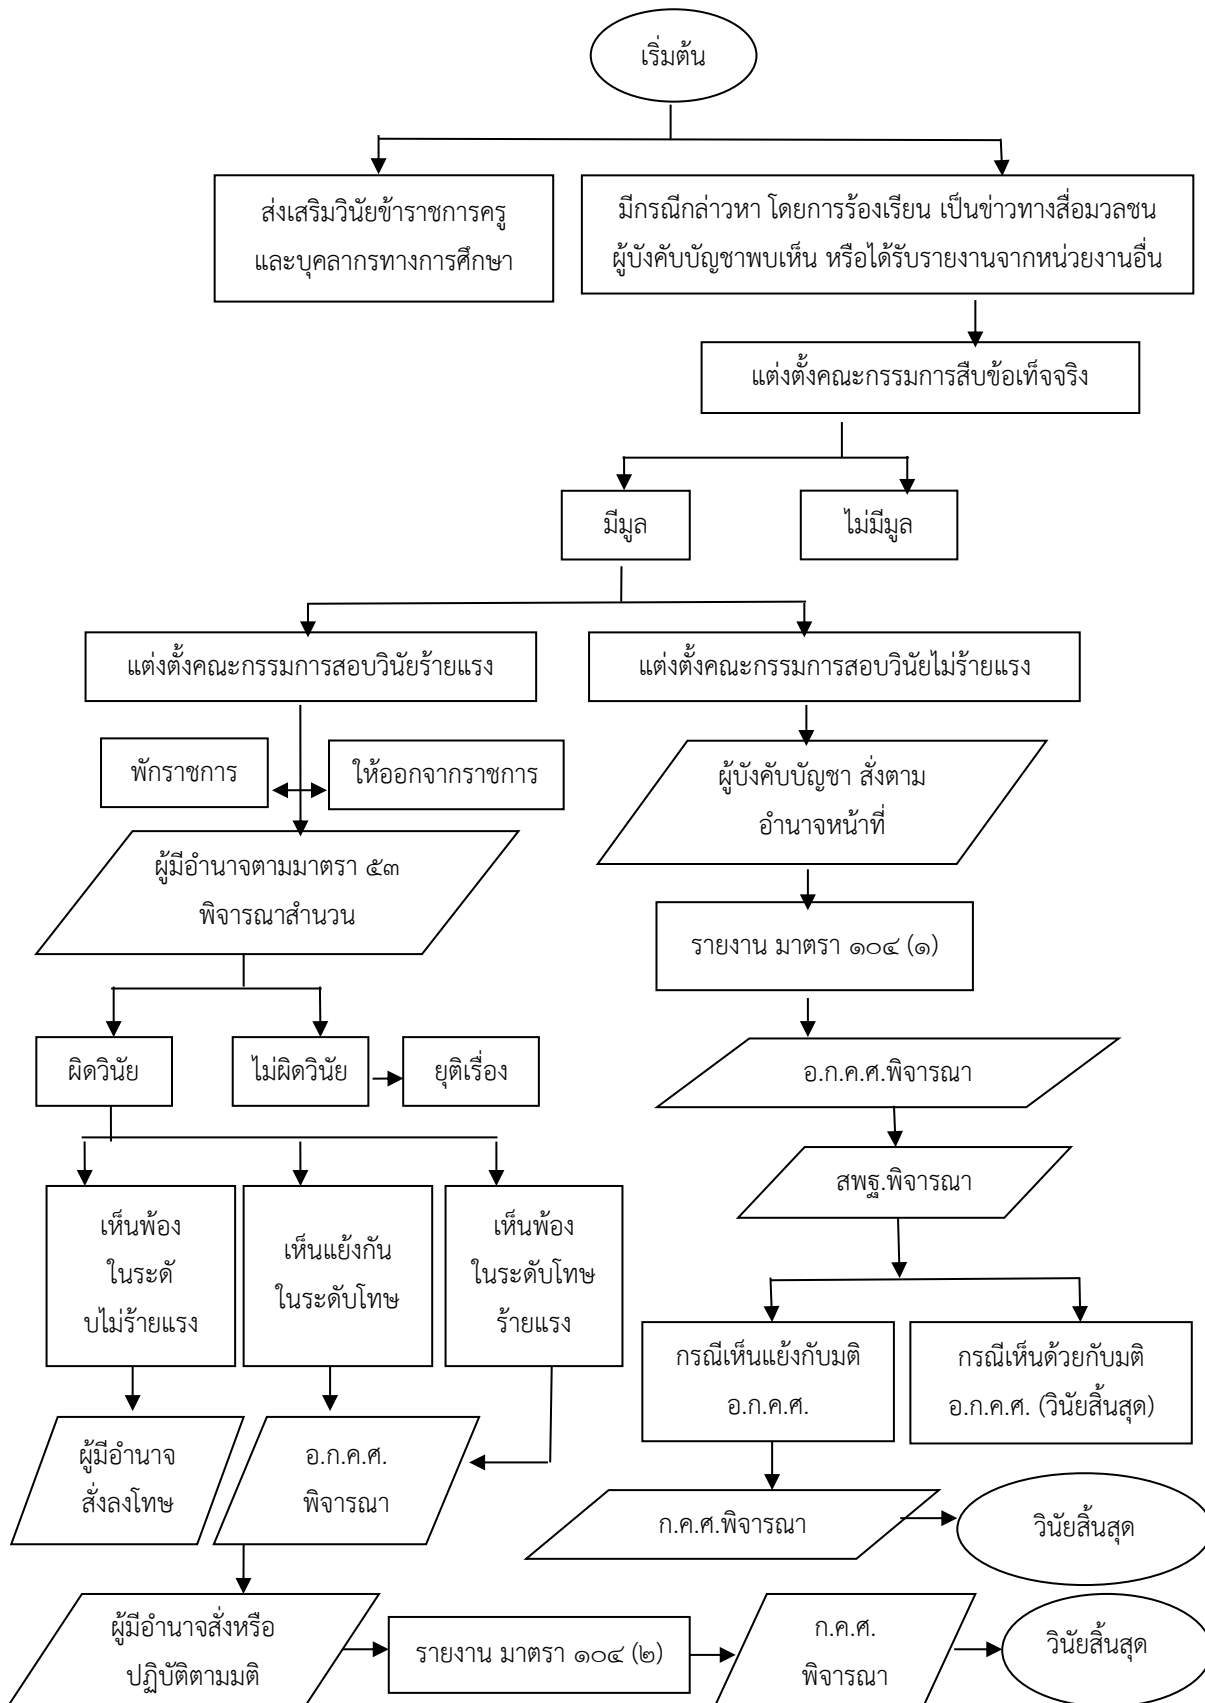 เริ่มต้น
ส่งเสริมวินัยข้าราชการครู
และบุคลากรทางการศึกษา
มีกรณีกล่าวหา โดยการร้องเรียน เป็นข่าวทางสื่อมวลชน
ผู้บังคับบัญชาพบเห็น หรือได้รับรายงานจากหน่วยงานอื่น
แต่งตั้งคณะกรรมการสืบข้อเท็จจริง
มีมูล
ไม่มีมูล
แต่งตั้งคณะกรรมการสอบวินัยร้ายแรง
แต่งตั้งคณะกรรมการสอบวินัยไม่ร้ายแรง
พักราชการ
ให้ออกจากราชการ
ผู้บังคับบัญชา สั่งตาม
อำนาจหน้าที่
ผู้มีอำนาจตามมาตรา ๕๓
พิจารณาสำนวน
รายงาน มาตรา ๑๐๔ (๑)
ผิดวินัย
ไม่ผิดวินัย
ยุติเรื่อง
อ.ก.ค.ศ.พิจารณา
สพฐ.พิจารณา
เห็นพ้อง
ในระดั
บไม่ร้ายแรง
เห็นแย้งกัน
ในระดับโทษ
เห็นพ้อง
ในระดับโทษ
ร้ายแรง
กรณีเห็นแย้งกับมติ
อ.ก.ค.ศ.
กรณีเห็นด้วยกับมติ
อ.ก.ค.ศ. (วินัยสิ้นสุด)
ผู้มีอำนาจ
สั่งลงโทษ
อ.ก.ค.ศ.
พิจารณา
ก.ค.ศ.พิจารณา
วินัยสิ้นสุด
ผู้มีอำนาจสั่งหรือ
ปฏิบัติตามมติ
รายงาน มาตรา ๑๐๔ (๒)
ก.ค.ศ.
พิจารณา
วินัยสิ้นสุด